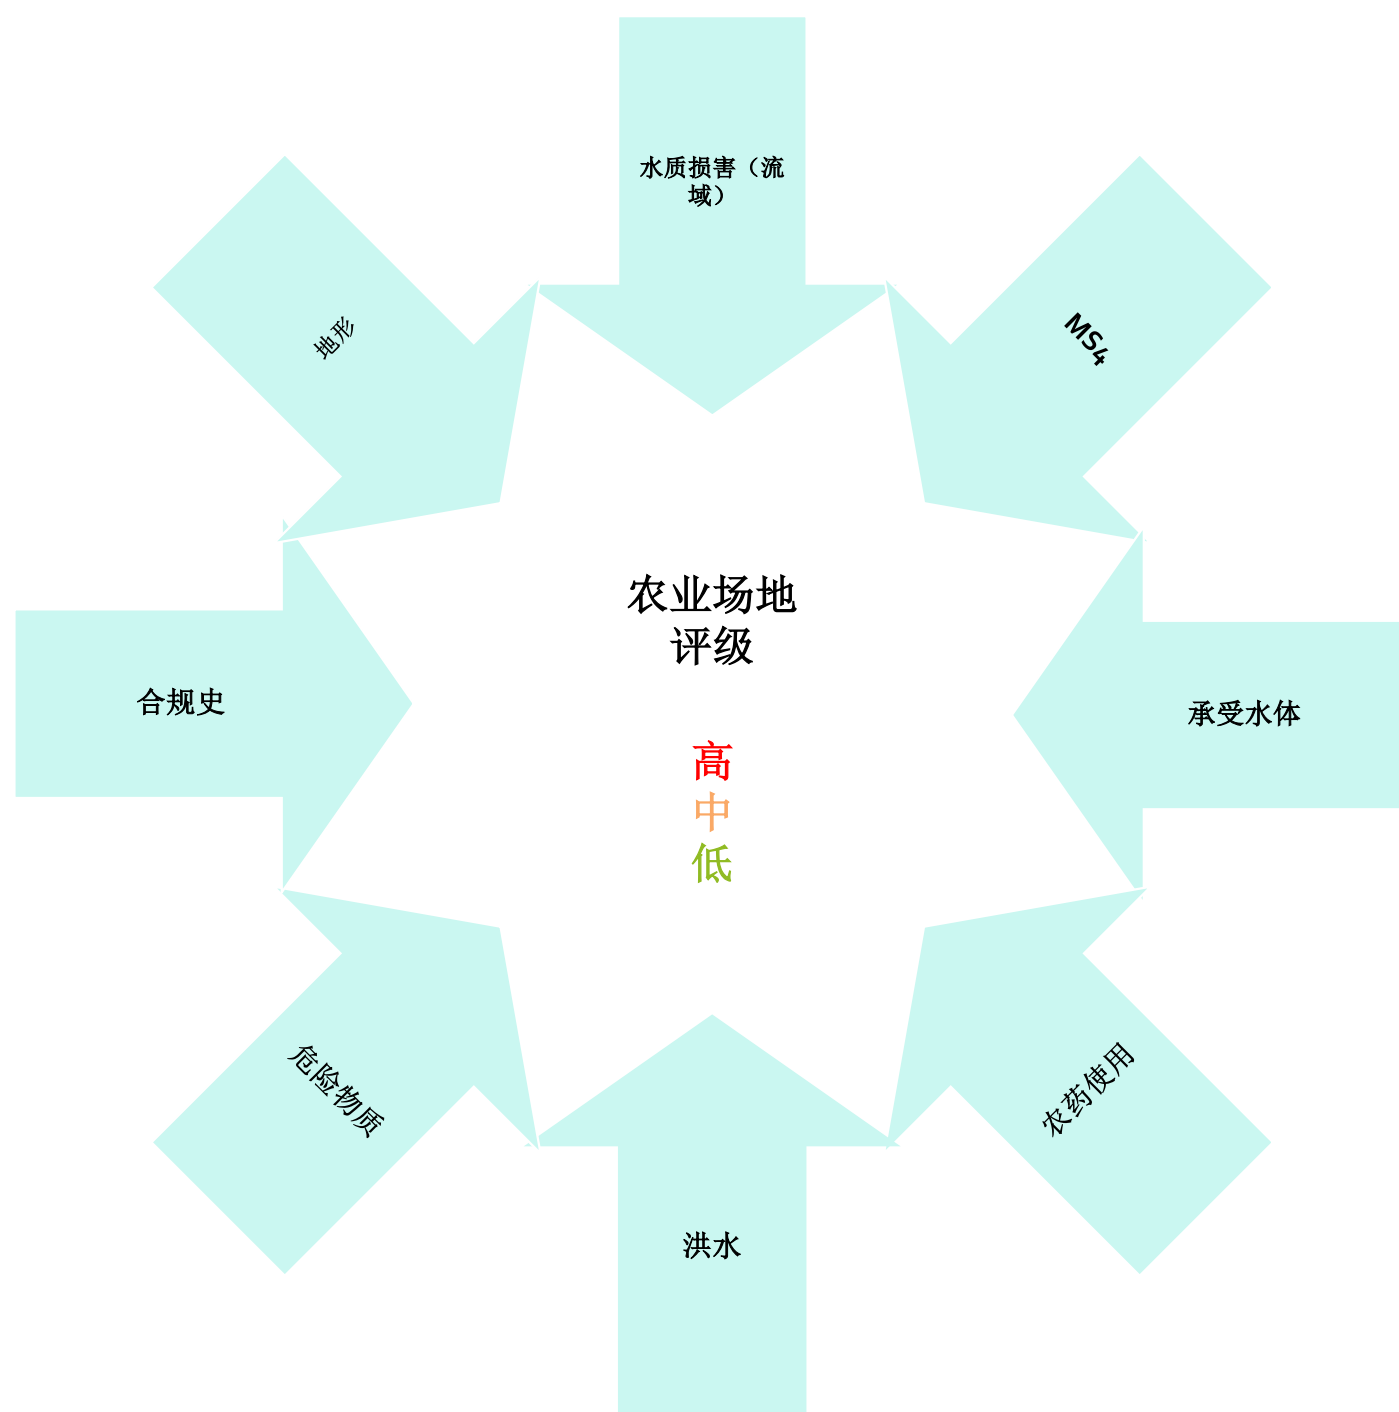 水质损害（流
域）
地形
MS4
农业场地
评级
合规史
承受水体
高
中
低
危险物质
农药使用
洪水